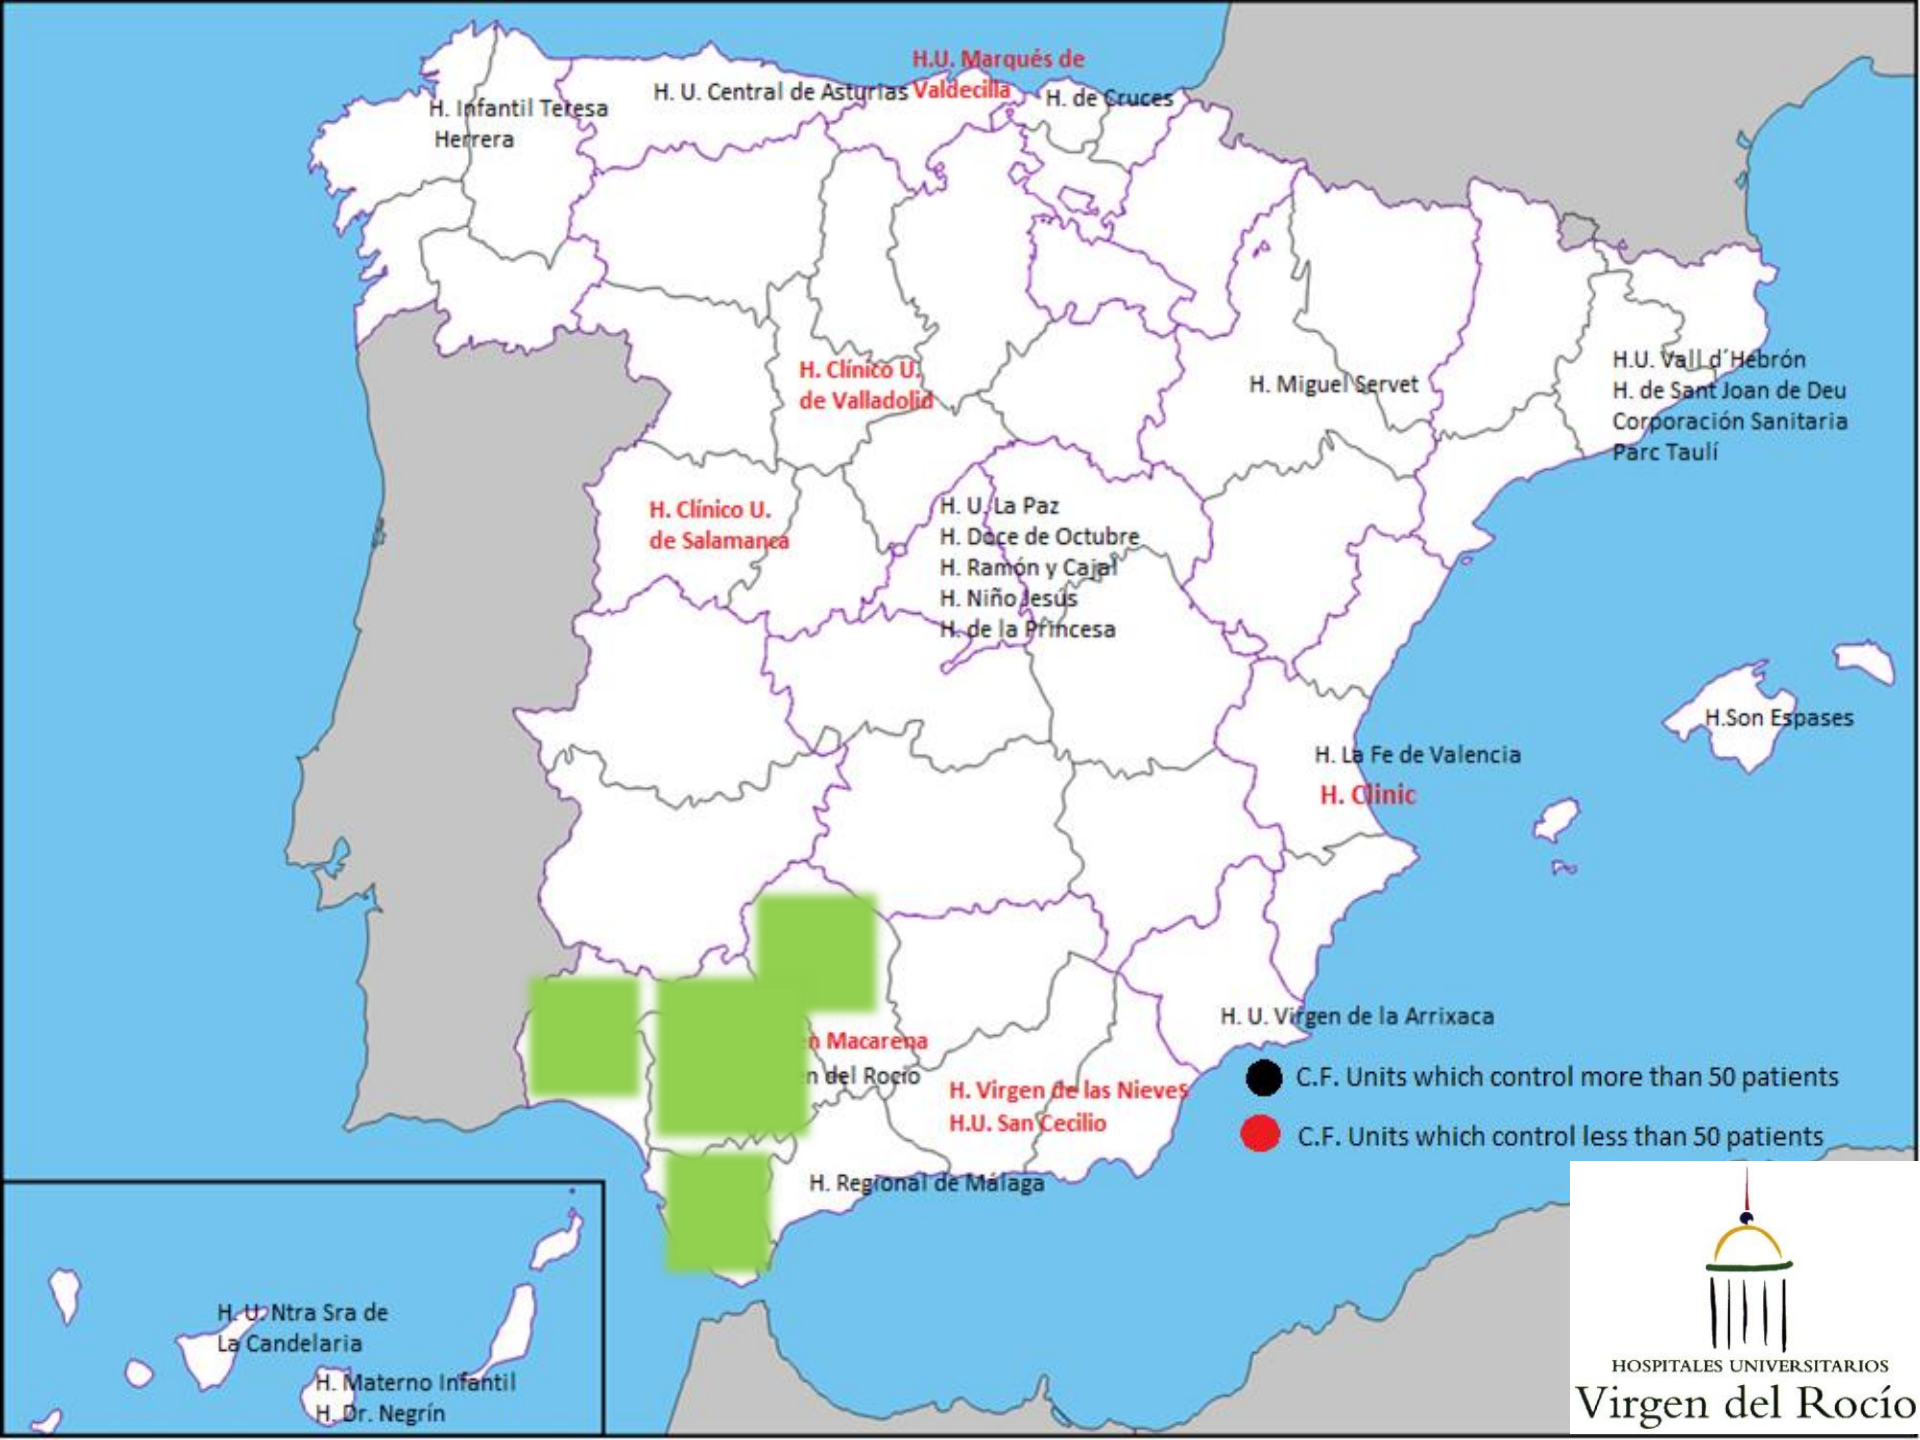 H.U. Marqués de
Valdecilla
H. U. Central de Asturias
H. de Cruces
H. Infantil Teresa
Herrera
H. Clínico U.
de Valladolid
H. Miguel Servet
H.U. Vall d´Hebrón
H. de Sant Joan de Deu
Corporación Sanitaria
Parc Taulí
H. Clínico U.
de Salamanca
H. U. La Paz
H. Doce de Octubre
H. Ramón y Cajal
H. Niño Jesús
H. de la Princesa
H.Son Espases
H. La Fe de Valencia
H. Clinic
H. U. Virgen de la Arrixaca
Macarena
del Rocío
H. Virgen de las Nieves
H.U. San Cecilio
H. Regional de Málaga
C.F. Units which control more than 50 patients
C.F. Units which control less than 50 patients
H. U. Ntra Sra de
La Candelaria
H. Materno Infantil
H. Dr. Negrín
HOSPITALES UNIVERSITARIOS
Virgen del Rocío